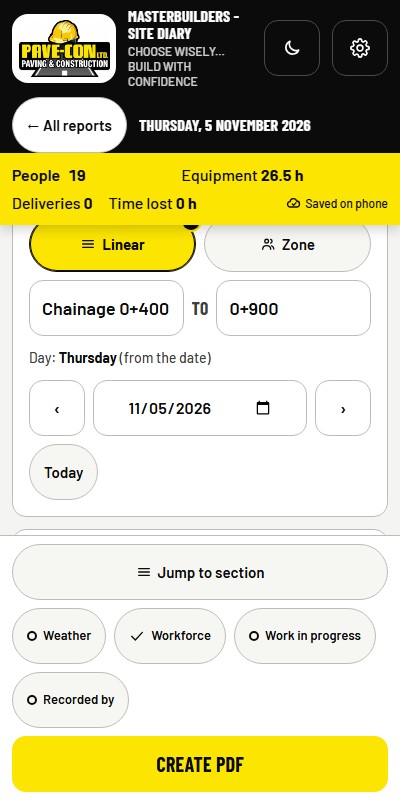 PAVE-CON LTD.
PAVING & CONSTRUCTION
MASTERBUILDERS -
SITE DIARY
CHOOSE WISELY...
BUILD WITH
CONFIDENCE
← All reports
THURSDAY, 5 NOVEMBER 2026
People 19
Equipment 26.5 h
Deliveries 0 Time lost 0 h
Saved on phone
Linear
Zone
Chainage 0+400 TO 0+900
Day: Thursday (from the date)
‹ 11/05/2026 ›
Today
Jump to section
Weather
Workforce
Work in progress
Recorded by
CREATE PDF